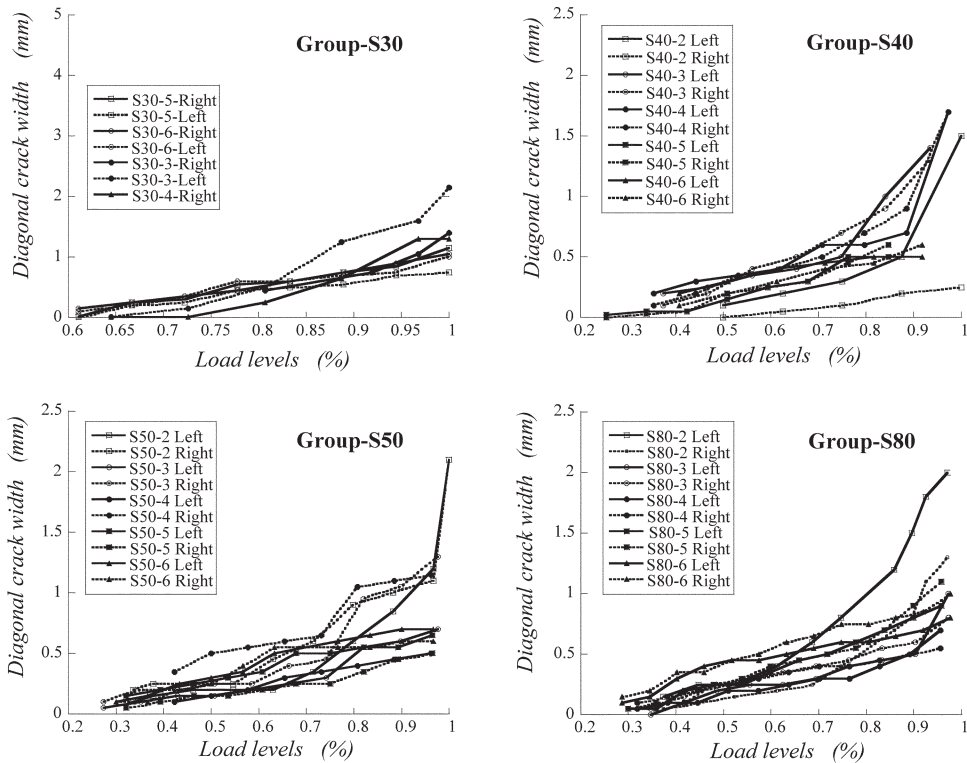 Group-S30
Diagonal crack width (mm)
5
4
3
2
1
0
S30-5-Right
S30-5-Left
S30-6-Right
S30-6-Left
S30-3-Right
S30-3-Left
S30-4-Right
0.6 0.65 0.7 0.75 0.8 0.85 0.9 0.95 1
Load levels (%)
Group-S40
Diagonal crack width (mm)
2.5
2
1.5
1
0.5
0
S40-2 Left
S40-2 Right
S40-3 Left
S40-3 Right
S40-4 Left
S40-4 Right
S40-5 Left
S40-5 Right
S40-6 Left
S40-6 Right
0.2 0.3 0.4 0.5 0.6 0.7 0.8 0.9 1
Load levels (%)
Group-S50
Diagonal crack width (mm)
2.5
2
1.5
1
0.5
0
S50-2 Left
S50-2 Right
S50-3 Left
S50-3 Right
S50-4 Left
S50-4 Right
S50-5 Left
S50-5 Right
S50-6 Left
S50-6 Right
0.2 0.3 0.4 0.5 0.6 0.7 0.8 0.9 1
Load levels (%)
Group-S80
Diagonal crack width (mm)
2.5
2
1.5
1
0.5
0
S80-2 Left
S80-2 Right
S80-3 Left
S80-3 Right
S80-4 Left
S80-4 Right
S80-5 Left
S80-5 Right
S80-6 Left
S80-6 Right
0.2 0.3 0.4 0.5 0.6 0.7 0.8 0.9 1
Load levels (%)